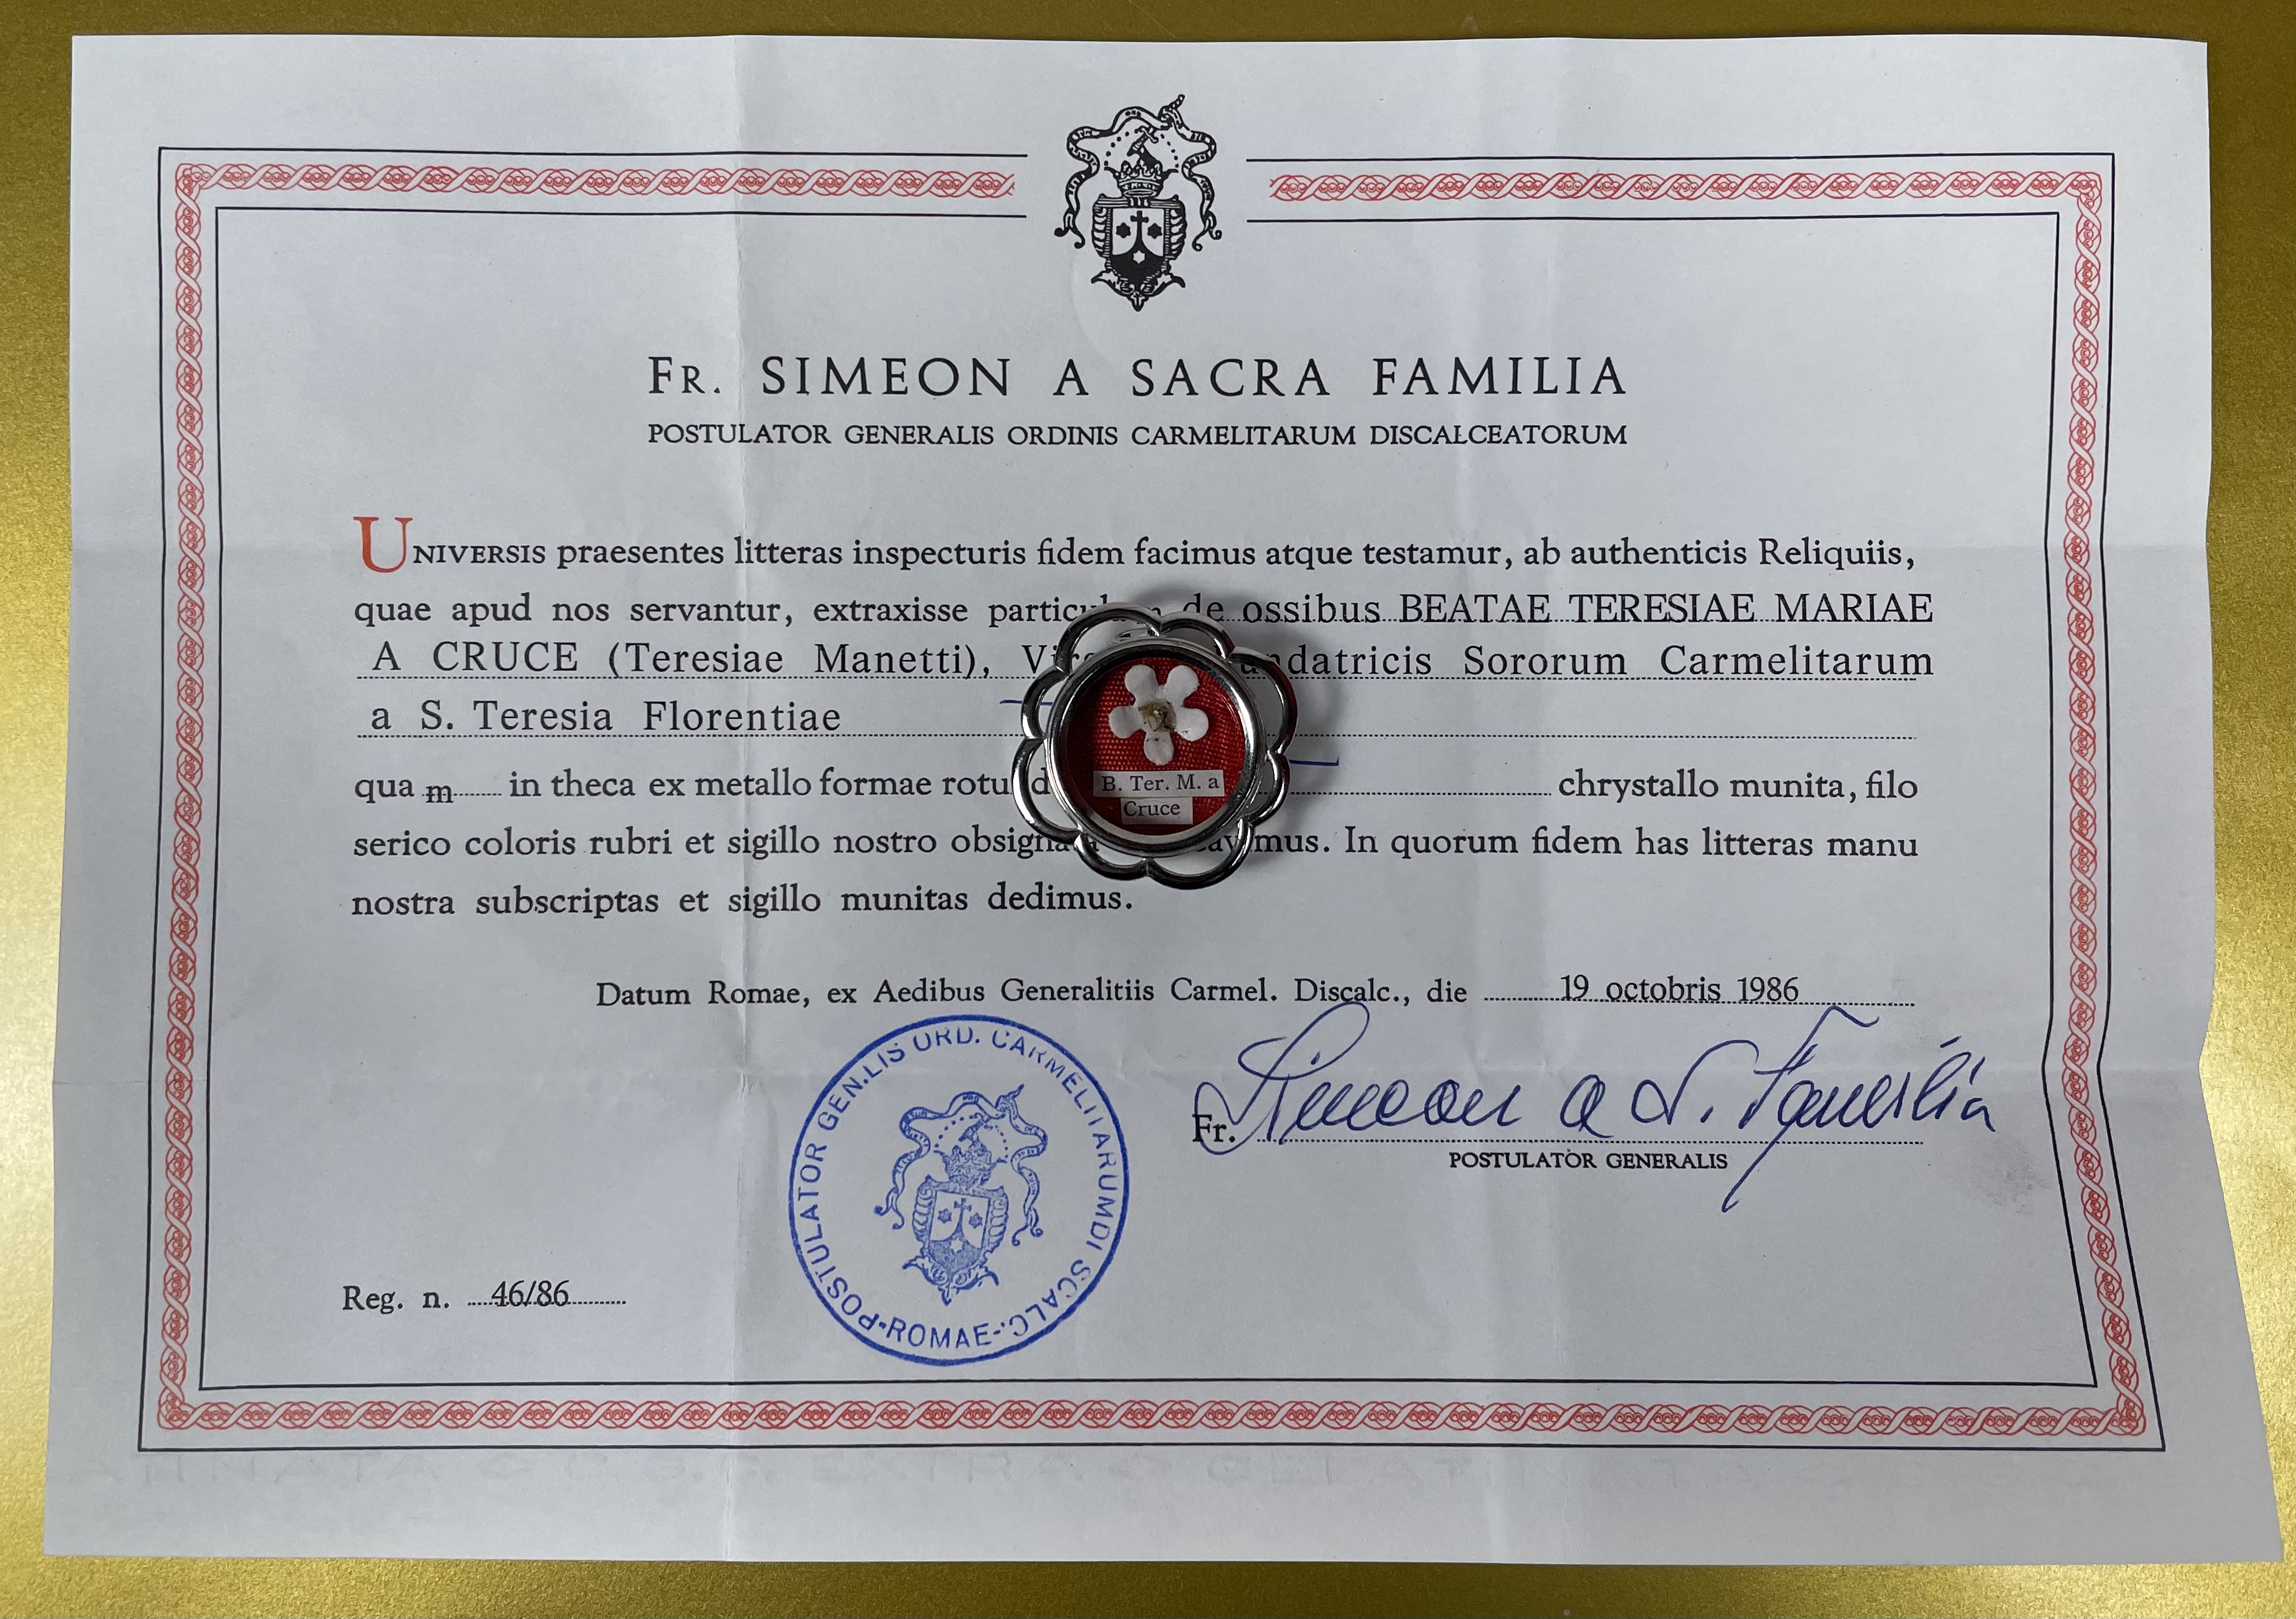 FR. SIMEON A SACRA FAMILIA
POSTULATOR GENERALIS ORDINIS CARMELITARUM DISCALCEATORUM
UNIVERSIS praesentes litteras inspecturis fidem facimus atque testamur, ab authenticis Reliquiis,
quae apud nos servantur, extraxisse de ossibus BEATAE TERESIAE MARIAE
A CRUCE (Teresiae Manetti), Sororum Carmelitarum
a S. Teresia Florentiae
qua m in theca ex metallo formae chrystallo munita, filo
serico coloris rubri et sigillo nostro In quorum fidem has litteras manu
nostra subscriptas et sigillo munitas dedimus.
B. Ter. M. a
Cruce
Datum Romae, ex Aedibus Generalitiis Carmel. Discalc., die 19 octobris 1986
Fr. Simeon a S. Familia
POSTULATOR GENERALIS
POSTULATOR GEN.LIS ORD. CARMELITARUM DISCALC.
-ROMAE-
Reg. n. 46/86